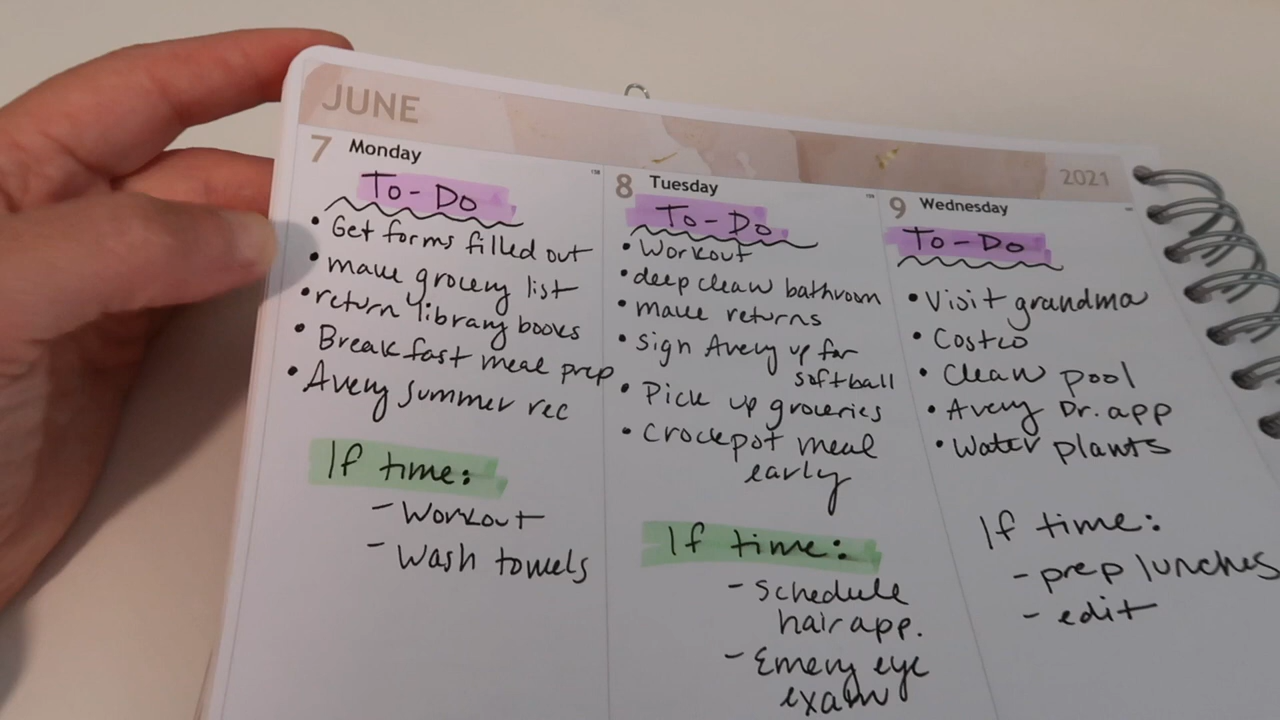 JUNE
2021
7 Monday
To-Do
• Get forms filled out
• make grocery list
• return library books
• Breakfast meal prep
• Avery summer rec
If time:
- Workout
- Wash towels
8 Tuesday
To-Do
• Workout
• deep clean bathroom
• make returns
• sign Avery up for
softball
• Pick up groceries
• Crockpot meal
early
If time:
- Schedule
hair app.
- Emery eye
exam
9 Wednesday
To-Do
• Visit grandma
• Costco
• Clean pool
• Avery Dr. app
• Water plants
If time:
- prep lunches
- edit